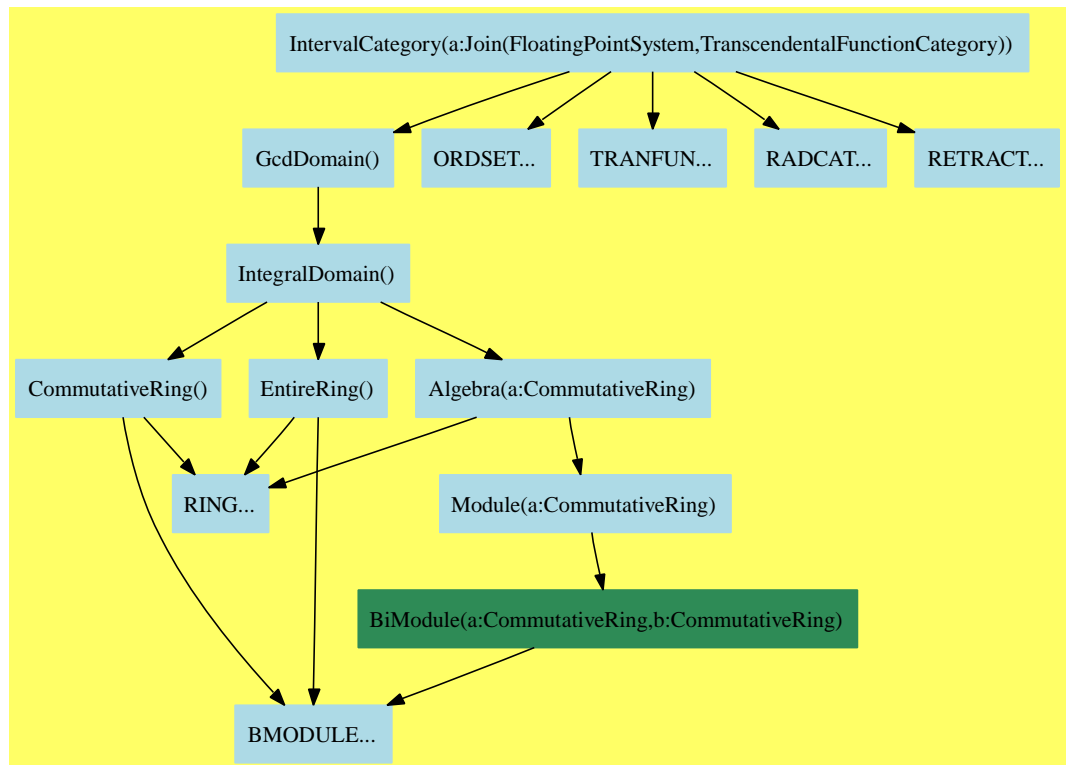 IntervalCategory(a:Join(FloatingPointSystem,TranscendentalFunctionCategory))
GcdDomain()
ORDSET...
TRANFUN...
RADCAT...
RETRACT...
IntegralDomain()
CommutativeRing()
EntireRing()
Algebra(a:CommutativeRing)
RING...
Module(a:CommutativeRing)
BiModule(a:CommutativeRing,b:CommutativeRing)
BMODULE...